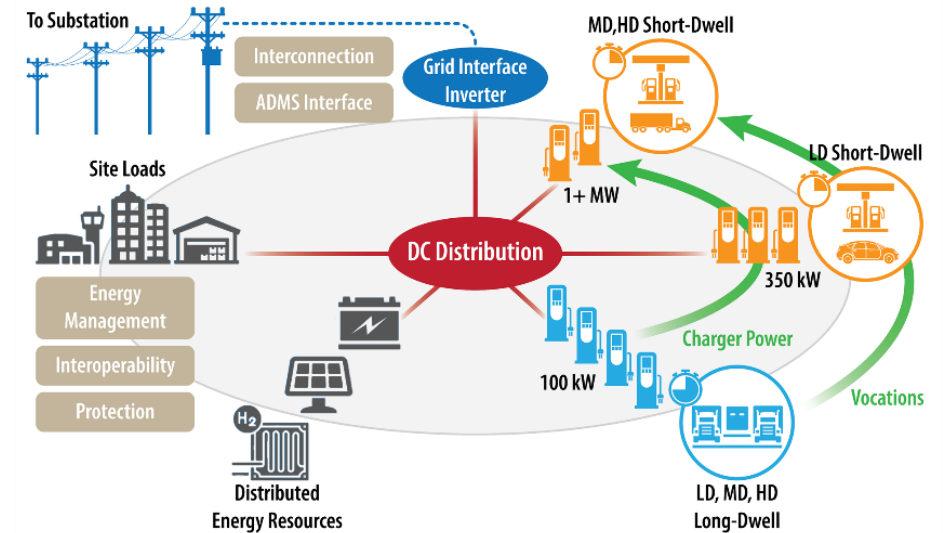 To Substation
Interconnection
ADMS Interface
Grid Interface
Inverter
MD,HD Short-Dwell
LD Short-Dwell
Site Loads
1+ MW
DC Distribution
350 kW
Energy
Management
Interoperability
Protection
Charger Power
100 kW
Vocations
H2
Distributed
Energy Resources
LD, MD, HD
Long-Dwell